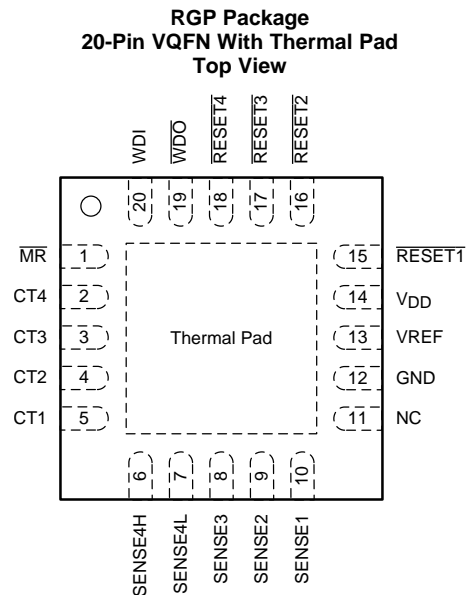 RGP Package
20-Pin VQFN With Thermal Pad
Top View
WDI
WDO
RESET4
RESET3
RESET2
20
19
18
17
16
MR 1
15 RESET1
CT4 2
14 VDD
CT3 3
Thermal Pad
13 VREF
CT2 4
12 GND
CT1 5
11 NC
6
7
8
9
10
SENSE4H
SENSE4L
SENSE3
SENSE2
SENSE1